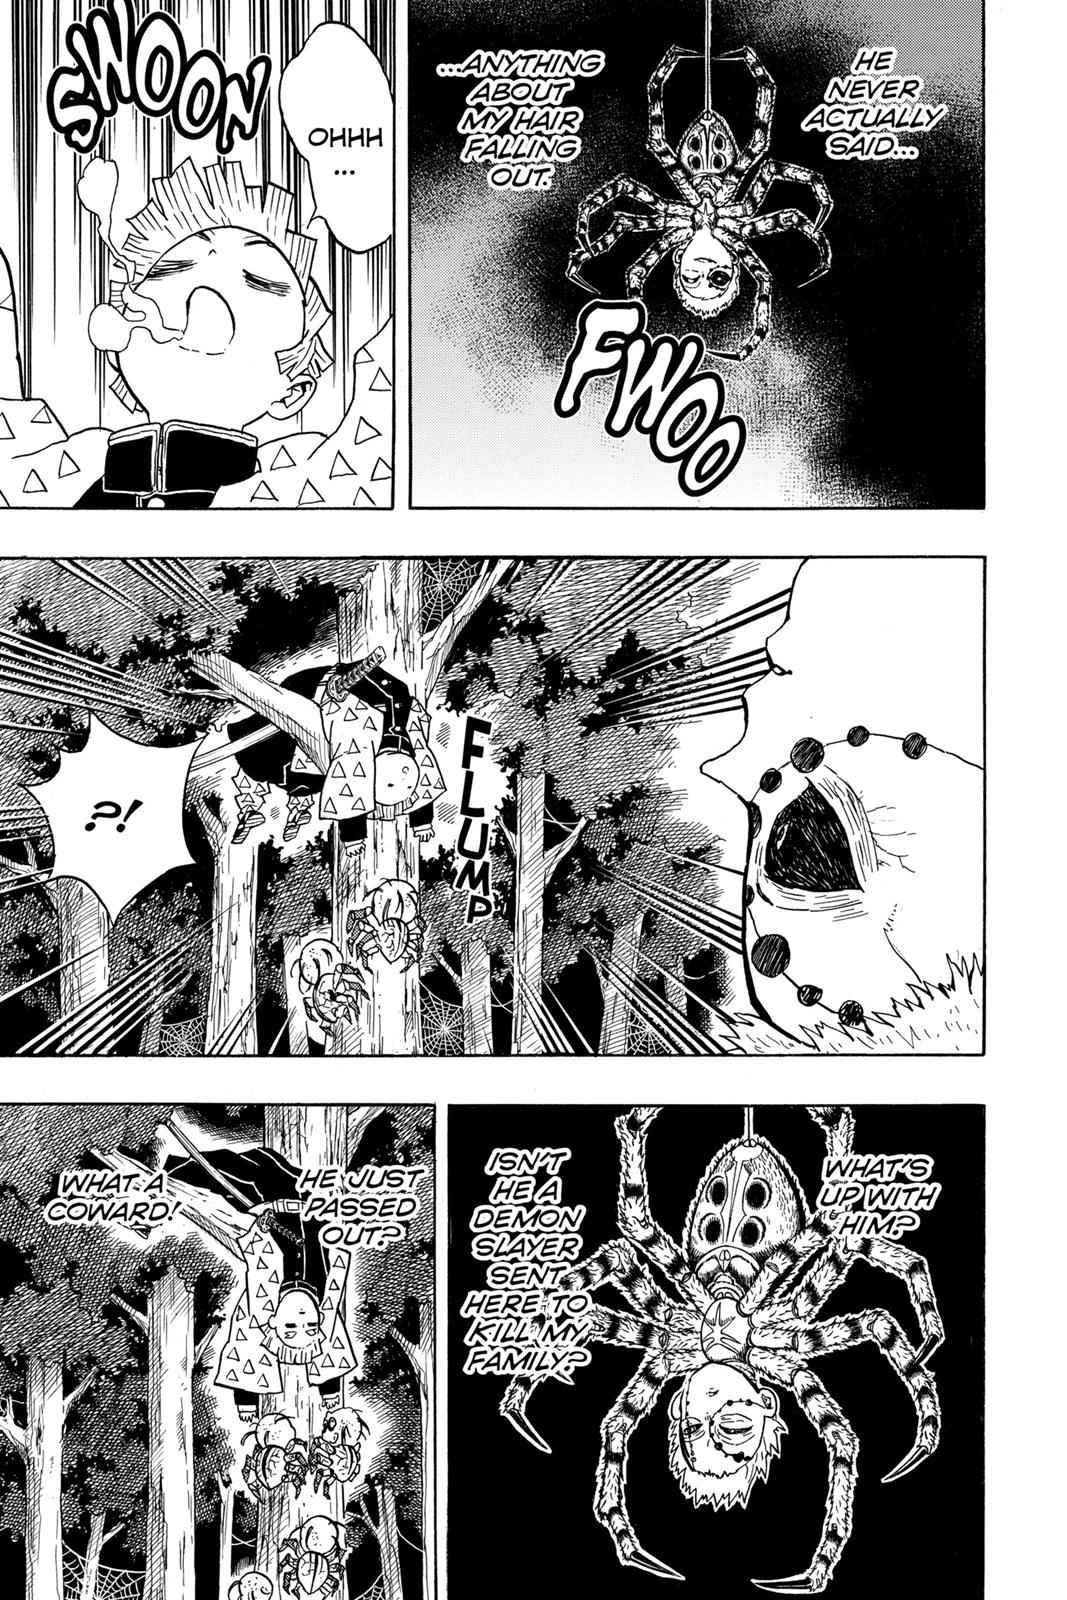 HE
NEVER
ACTUALLY
SAID...
...ANYTHING
ABOUT
MY HAIR
FALLING
OUT.
FWOO
OHHH
...
SWOON
FLUMP
?!
WHAT'S
UP WITH
HIM?
ISN'T
HE A
DEMON
SLAYER
SENT
HERE TO
KILL MY
FAMILY?
HE JUST
PASSED
OUT?
WHAT A
COWARD!